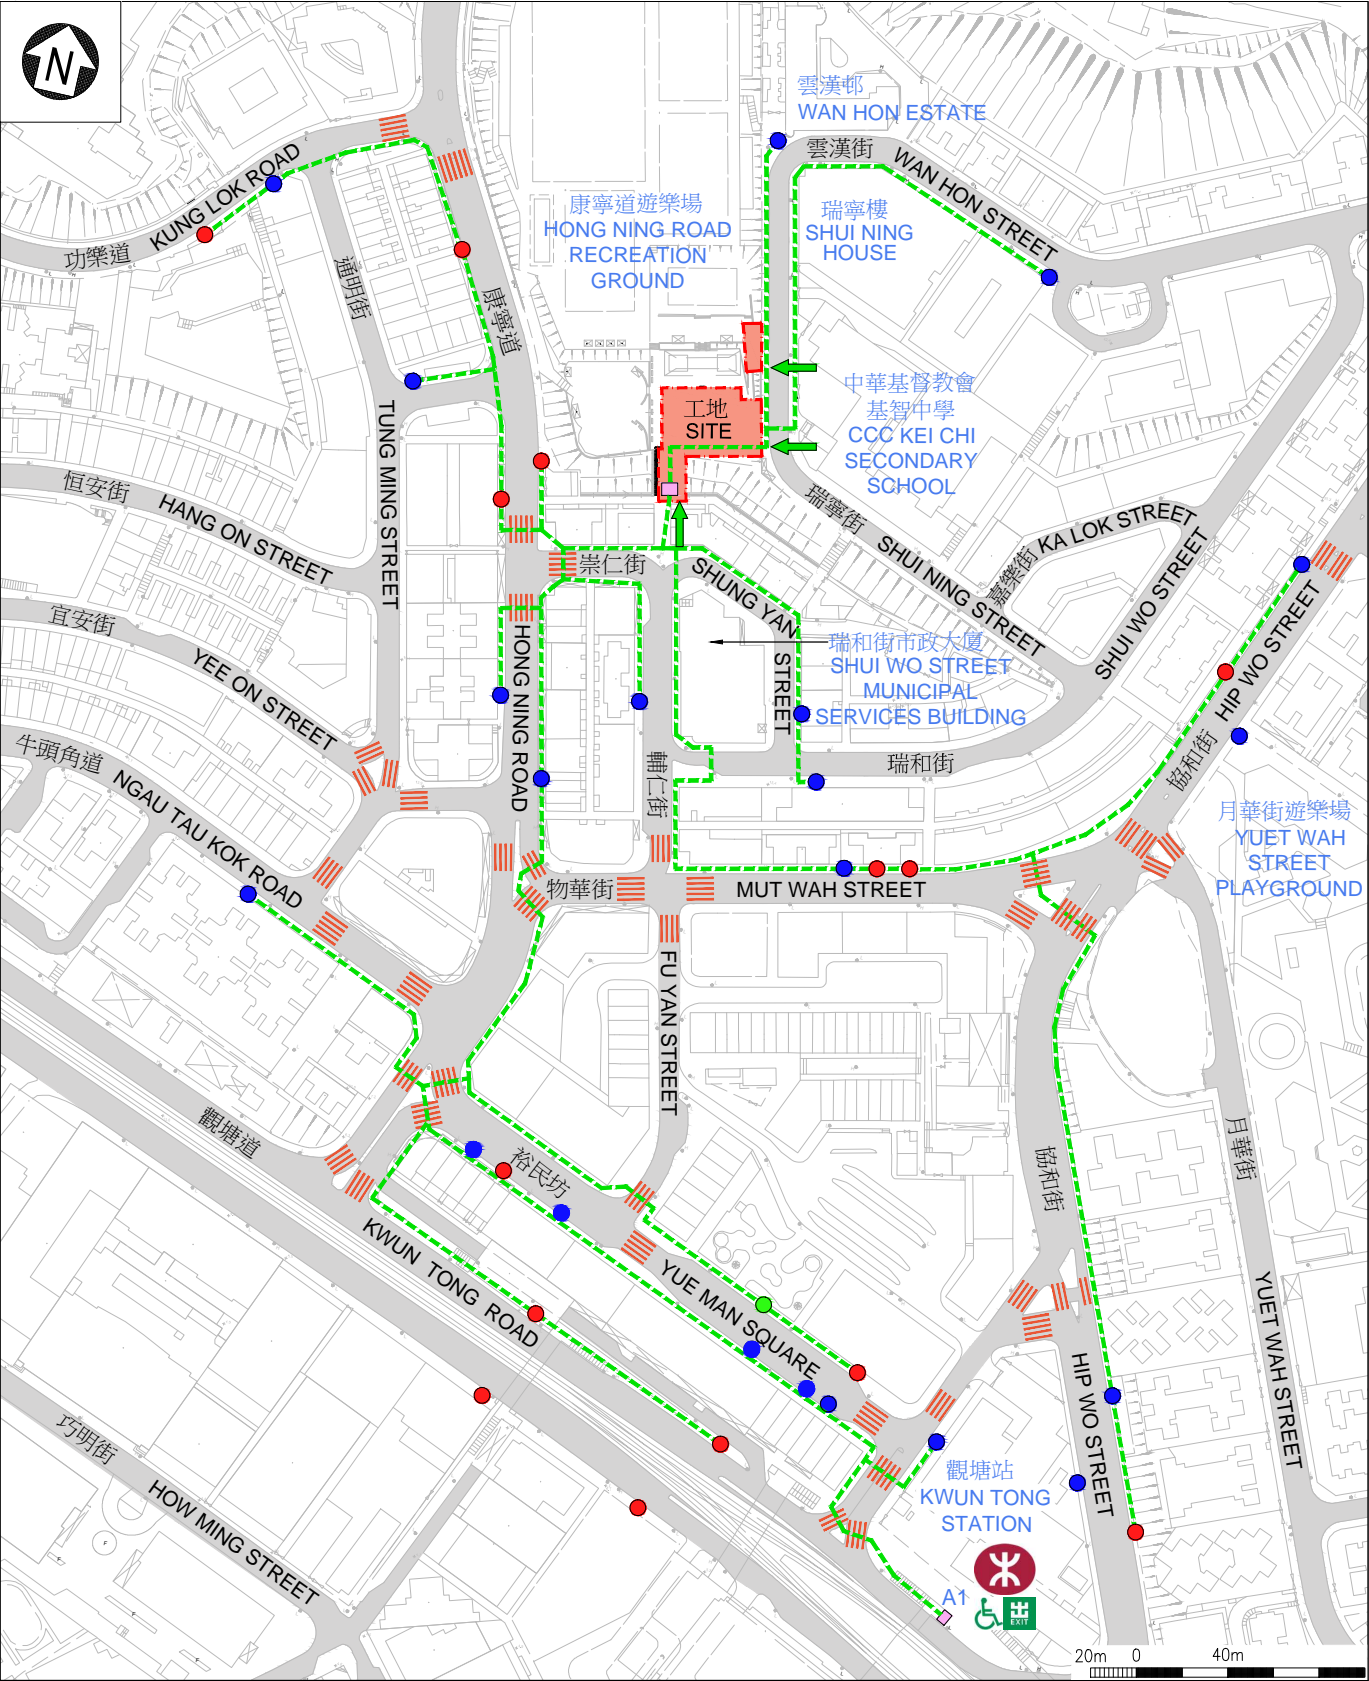 N
雲漢邨
WAN HON ESTATE
雲漢街
WAN HON STREET
KUNG LOK ROAD
功樂道
康寧道遊樂場
HONG NING ROAD
RECREATION
GROUND
瑞寧樓
SHUI NING
HOUSE
通明街
康寧道
中華基督教會
基智中學
CCC KEI CHI
SECONDARY
SCHOOL
工地
SITE
TUNG MING STREET
恒安街
HANG ON STREET
瑞寧街
SHUI NING STREET
嘉樂街
KA LOK STREET
SHUI WO STREET
崇仁街
SHUNG YAN
STREET
宜安街
YEE ON STREET
HONG NING ROAD
瑞和街市政大廈
SHUI WO STREET
MUNICIPAL
SERVICES BUILDING
HIP WO STREET
協和街
牛頭角道
NGAU TAU KOK ROAD
輔仁街
瑞和街
月華街遊樂場
YUET WAH
STREET
PLAYGROUND
物華街
MUT WAH STREET
FU YAN STREET
觀塘道
裕民坊
協和街
月華街
KWUN TONG ROAD
YUE MAN SQUARE
YUET WAH STREET
HIP WO STREET
巧明街
HOW MING STREET
觀塘站
KWUN TONG
STATION
A1
出
EXIT
20m 0 40m